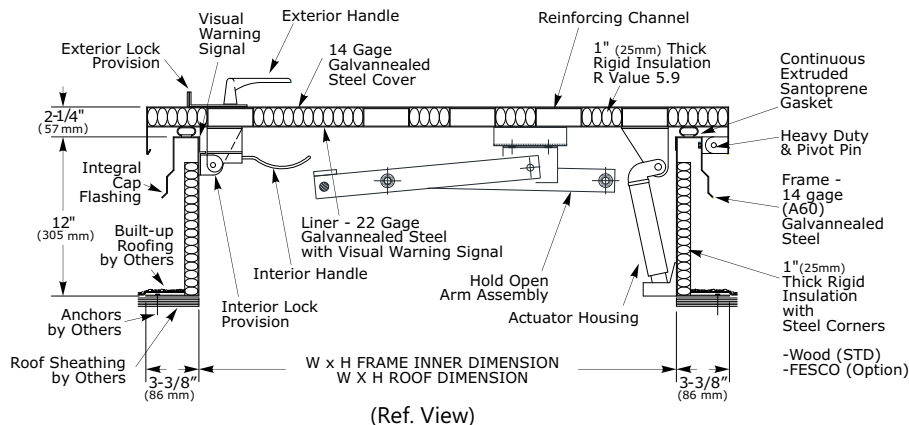 Visual
Warning
Signal
Exterior Handle
Reinforcing Channel
Exterior Lock
Provision
14 Gage
Galvannealed
Steel Cover
1" (25mm) Thick
Rigid Insulation
R Value 5.9
Continuous
Extruded
Santoprene
Gasket
2-1/4"
(57 mm)
Heavy Duty
& Pivot Pin
Integral
Cap
Flashing
Frame -
14 gage
(A60)
Galvannealed
Steel
12"
(305 mm)
Built-up
Roofing
by Others
Liner - 22 Gage
Galvannealed Steel
with Visual Warning Signal
Interior Handle
Hold Open
Arm Assembly
1"(25mm)
Thick Rigid
Insulation
with
Steel Corners
Interior Lock
Provision
Actuator Housing
Anchors
by Others
Roof Sheathing
by Others
W x H FRAME INNER DIMENSION
W X H ROOF DIMENSION
-Wood (STD)
-FESCO (Option)
3-3/8”
(86 mm)
3-3/8”
(86 mm)
(Ref. View)